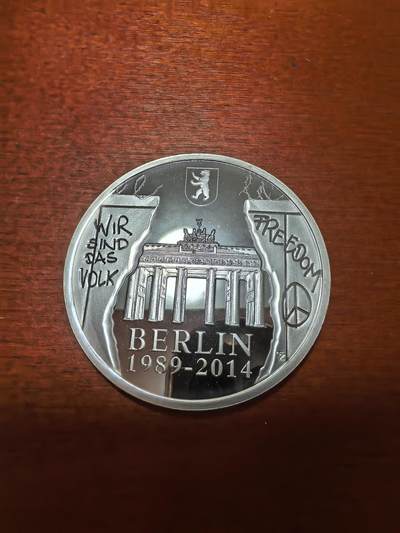 WIR
SIND
DAS
VOLK
FREEDOM
BERLIN
1989-2014